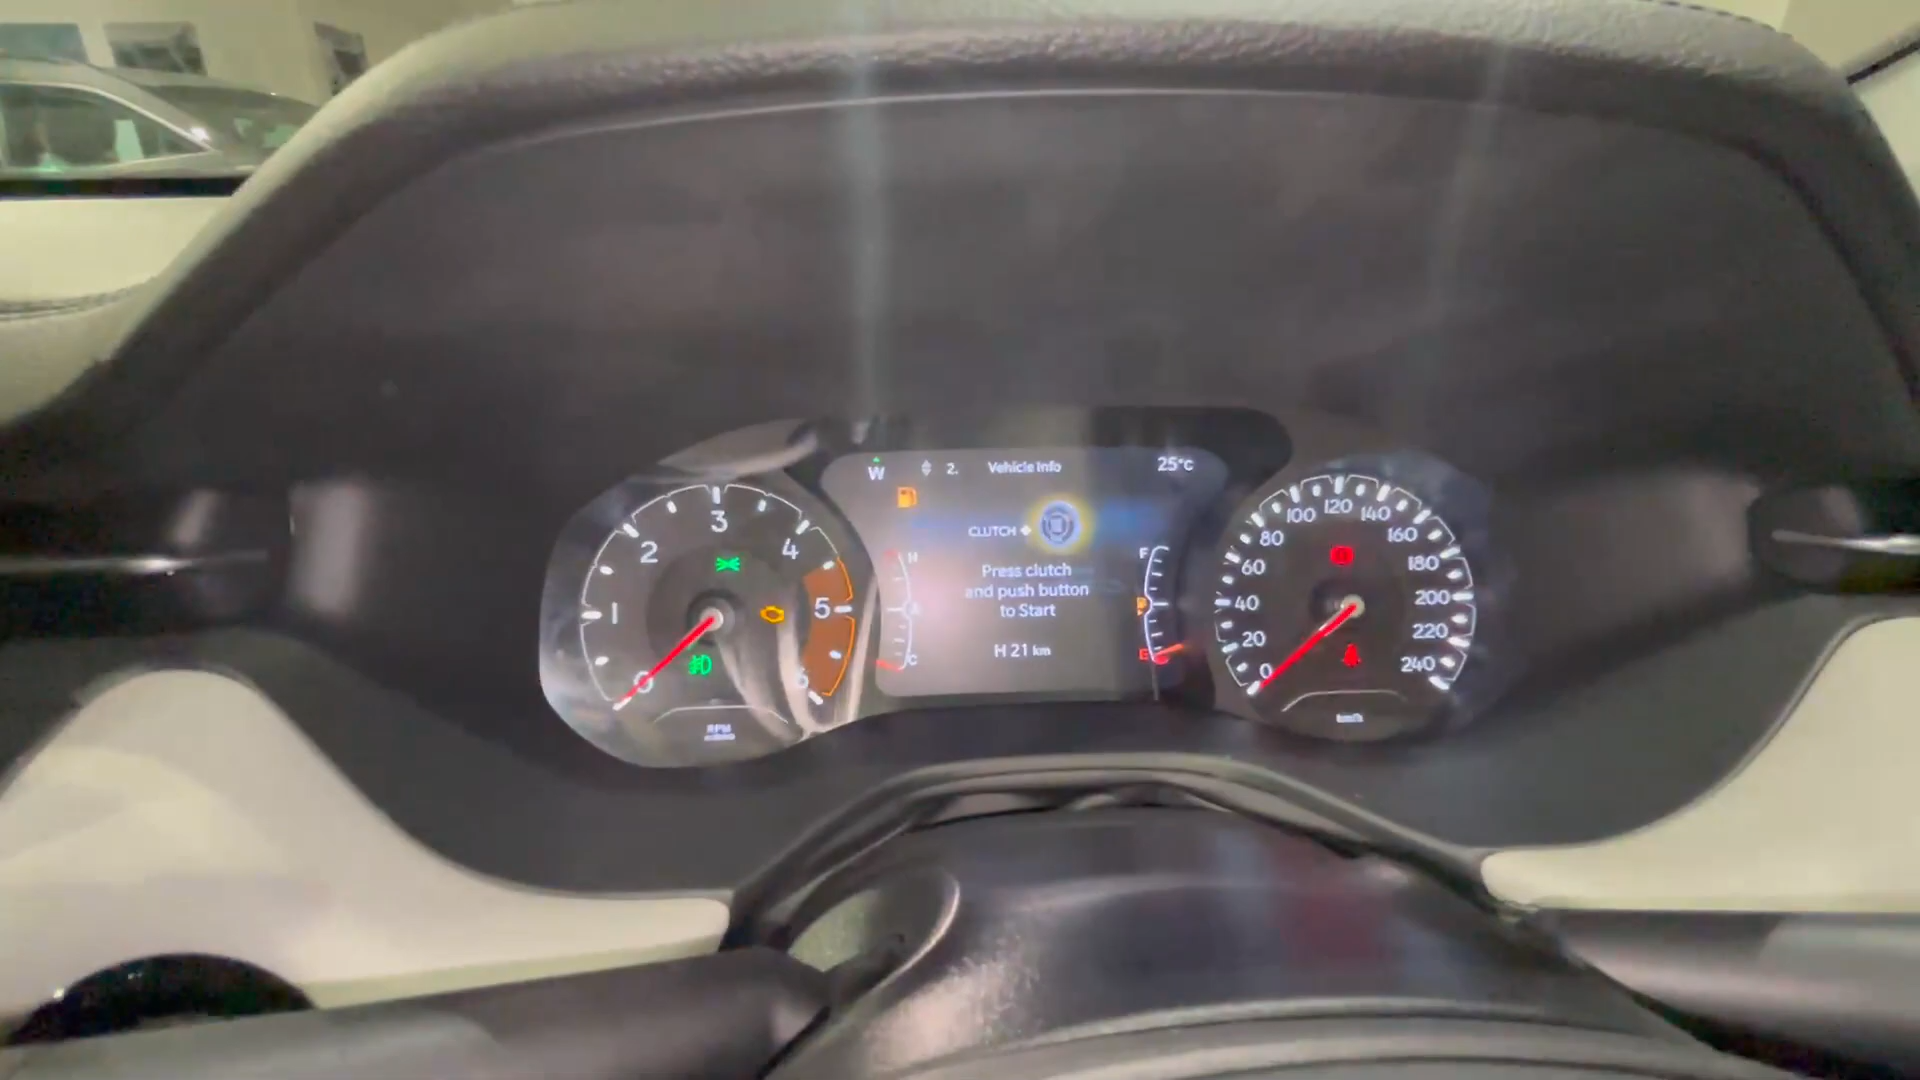 W 2. Vehicle Info 25°C
CLUTCH
Press clutch
and push button
to Start
H 21 km
H
C
F
E
0 1 2 3 4 5 6
RPM
0 20 40 60 80 100 120 140 160 180 200 220 240
km/h